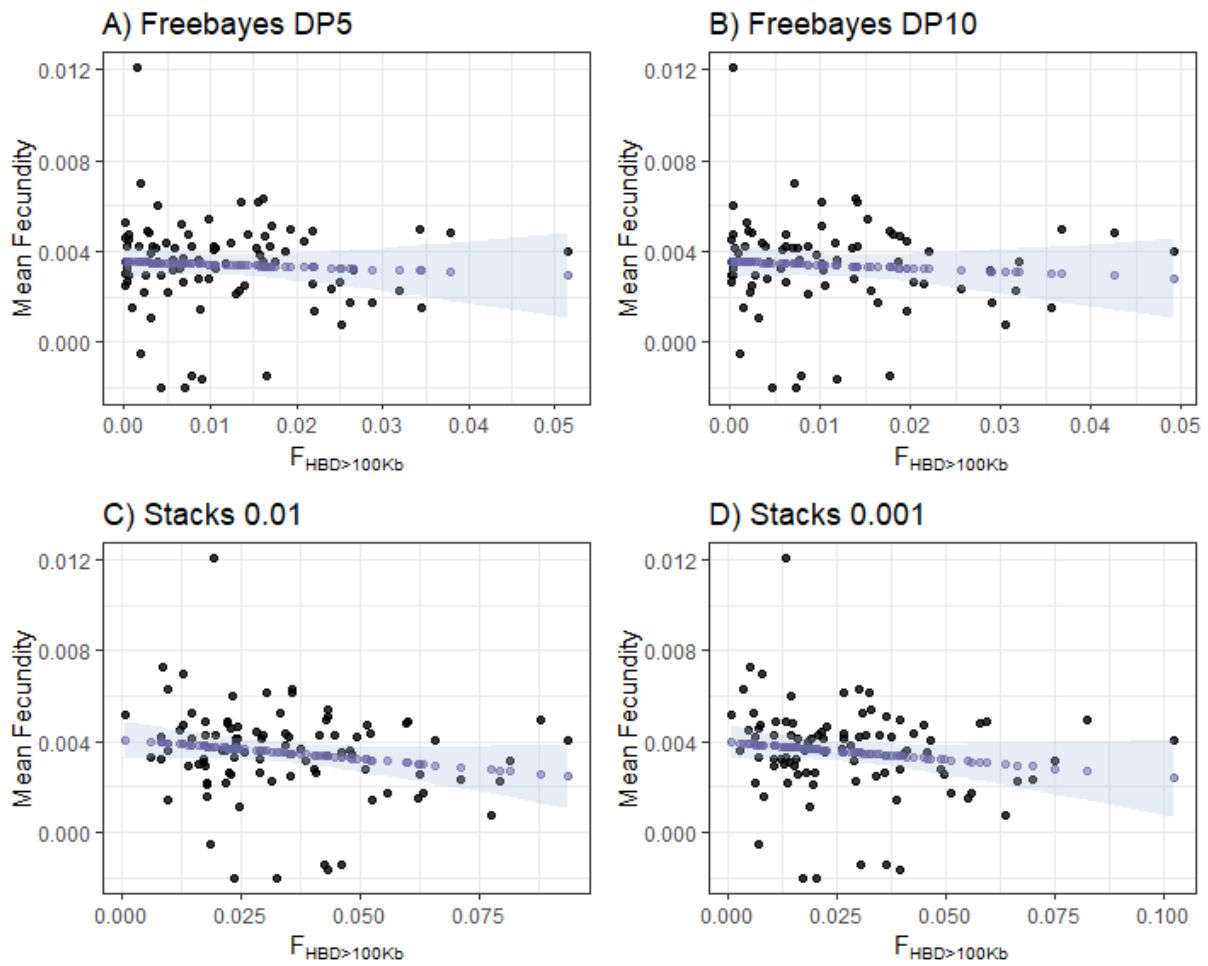 A) Freebayes DP5
B) Freebayes DP10
Mean Fecundity
0.012
0.008
0.004
0.000
0.00 0.01 0.02 0.03 0.04 0.05
FHBD>100Kb
Mean Fecundity
0.012
0.008
0.004
0.000
0.00 0.01 0.02 0.03 0.04 0.05
FHBD>100Kb
C) Stacks 0.01
D) Stacks 0.001
Mean Fecundity
0.012
0.008
0.004
0.000
0.000 0.025 0.050 0.075
FHBD>100Kb
Mean Fecundity
0.012
0.008
0.004
0.000
0.000 0.025 0.050 0.075 0.100
FHBD>100Kb